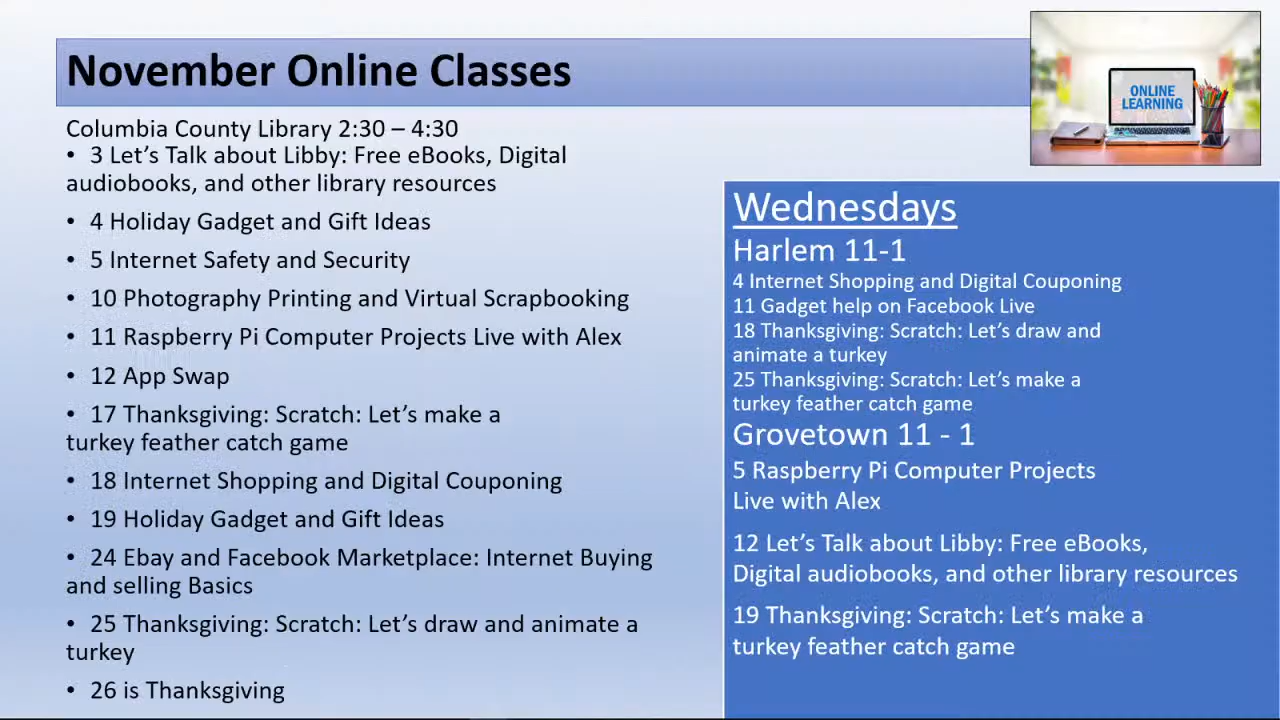 November Online Classes
ONLINE
LEARNING
Columbia County Library 2:30 – 4:30
• 3 Let’s Talk about Libby: Free eBooks, Digital
audiobooks, and other library resources
• 4 Holiday Gadget and Gift Ideas
• 5 Internet Safety and Security
• 10 Photography Printing and Virtual Scrapbooking
• 11 Raspberry Pi Computer Projects Live with Alex
• 12 App Swap
• 17 Thanksgiving: Scratch: Let’s make a
turkey feather catch game
• 18 Internet Shopping and Digital Couponing
• 19 Holiday Gadget and Gift Ideas
• 24 Ebay and Facebook Marketplace: Internet Buying
and selling Basics
• 25 Thanksgiving: Scratch: Let’s draw and animate a
turkey
• 26 is Thanksgiving
Wednesdays
Harlem 11-1
4 Internet Shopping and Digital Couponing
11 Gadget help on Facebook Live
18 Thanksgiving: Scratch: Let’s draw and
animate a turkey
25 Thanksgiving: Scratch: Let’s make a
turkey feather catch game
Grovetown 11 - 1
5 Raspberry Pi Computer Projects
Live with Alex
12 Let’s Talk about Libby: Free eBooks,
Digital audiobooks, and other library resources
19 Thanksgiving: Scratch: Let’s make a
turkey feather catch game